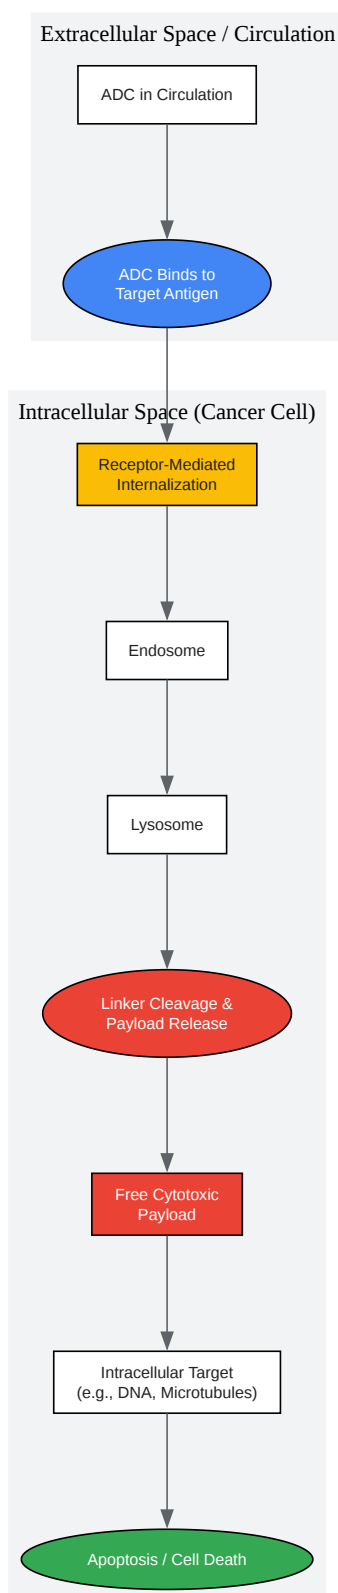 Extracellular Space / Circulation
ADC in Circulation
ADC Binds to
Target Antigen
Intracellular Space (Cancer Cell)
Receptor-Mediated
Internalization
Endosome
Lysosome
Linker Cleavage &
Payload Release
Free Cytotoxic
Payload
Intracellular Target
(e.g., DNA, Microtubules)
Apoptosis / Cell Death